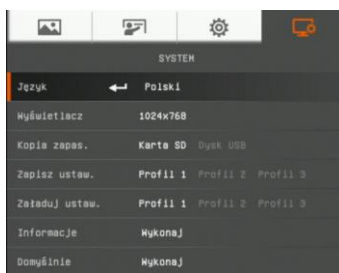 SYSTEM
Język Polski
Wyświetlacz 1024x768
Kopia zapas. Karta SD Dysk USB
Zapisz ustaw. Profil 1 Profil 2 Profil 3
Załaduj ustaw. Profil 1 Profil 2 Profil 3
Informacje Wykonaj
Domyślnie Wykonaj